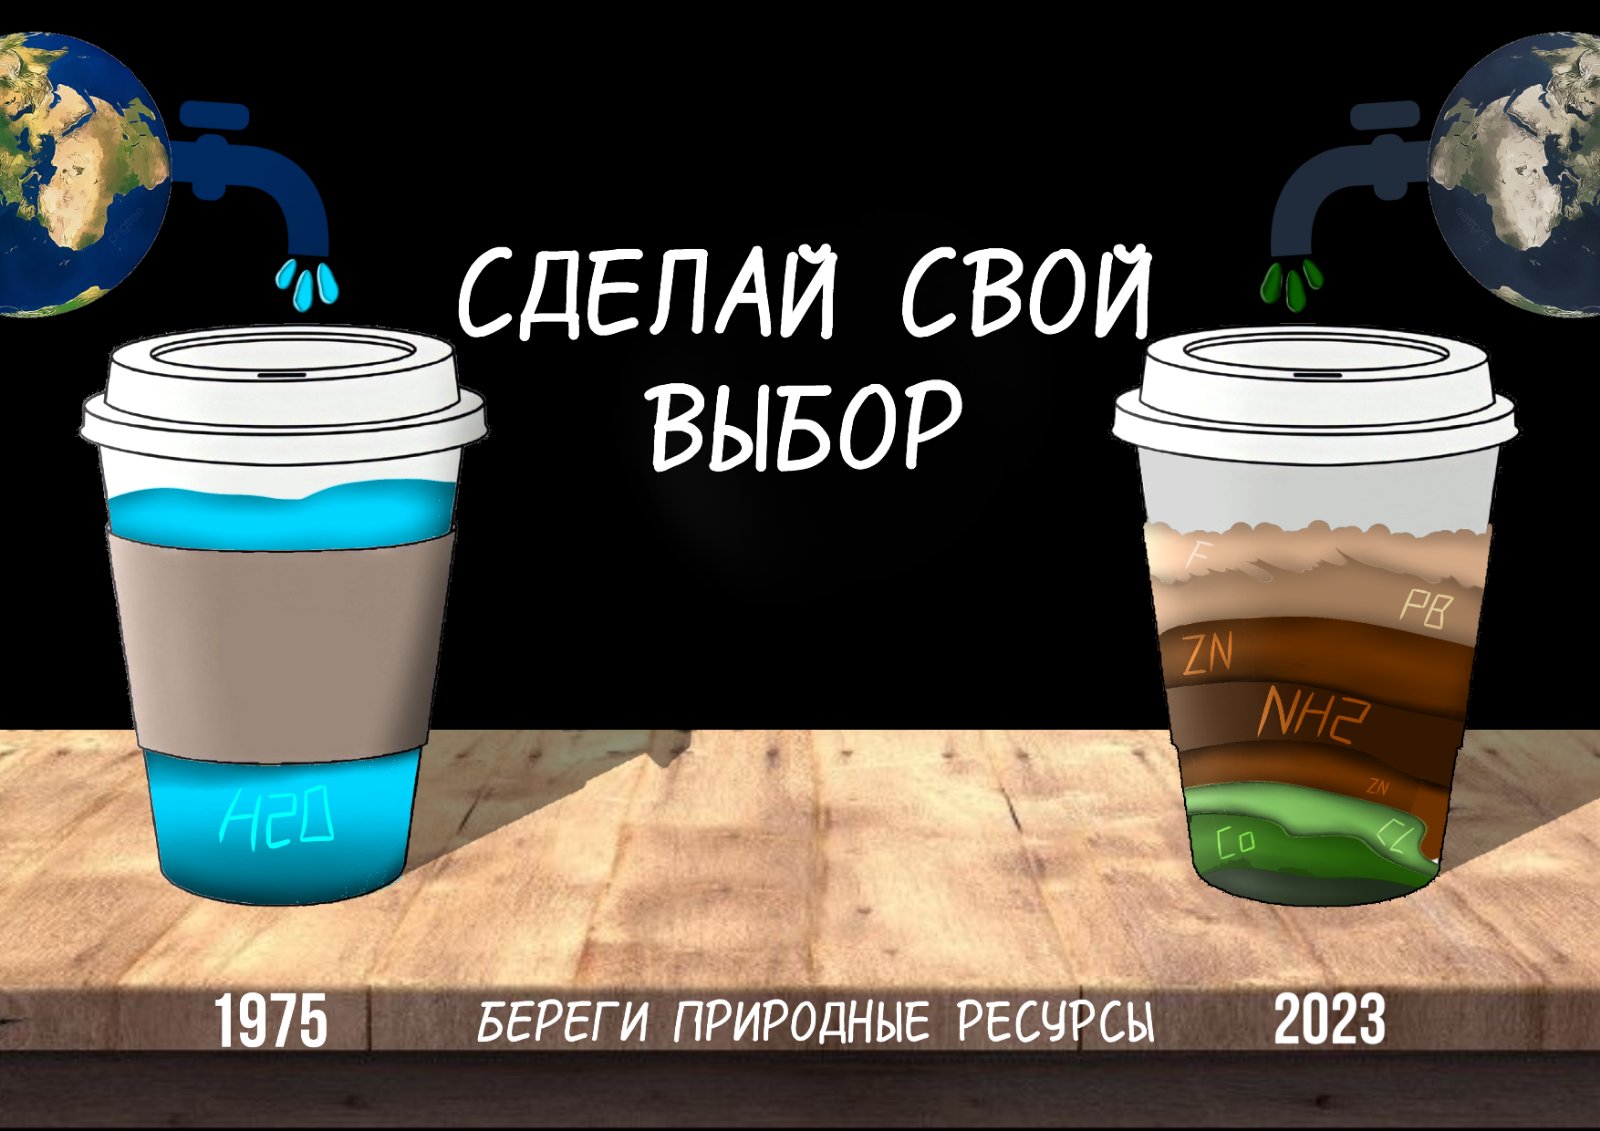 СДЕЛАЙ СВОЙ
ВЫБОР
F
PB
ZN
NH2
ZN
H2O
Co
CL
1975
БЕРЕГИ ПРИРОДНЫЕ РЕСУРСЫ
2023